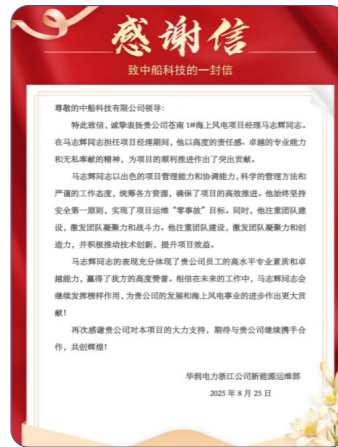 感谢信
致中船科技的一封信
尊敬的中船科技有限公司领导：
特此致信，诚挚表扬贵公司苍南1#海上风电项目经理马志辉同志。
在马志辉同志担任项目经理期间，他以高度的责任感、卓越的专业能力
和无私奉献的精神，为项目的顺利推进作出了突出贡献。
马志辉同志以出色的项目管理能力和协调能力，科学的管理方法和
严谨的工作态度，统筹各方资源，确保了项目的高效推进。他始终坚持
安全第一原则，实现了项目运维“零事故”目标。同时，他注重团队建
设，激发团队凝聚力和战斗力。他注重团队建设，激发团队凝聚力和创
造力，并积极推动技术创新，提升项目效益。
马志辉同志的表现充分体现了贵公司员工的高水平专业素质和卓
越能力，赢得了我方的高度赞誉。相信在未来的工作中，马志辉同志会
继续发挥榜样作用，为贵公司的发展和海上风电事业的进步作出更大贡
献！
再次感谢贵公司对本项目的大力支持，期待与贵公司继续携手合
作，共创辉煌！
华润电力浙江公司新能源运维部
2025年8月25日